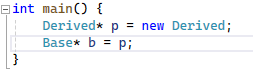 int main() {
    Derived* p = new Derived;
    Base* b = p;
}